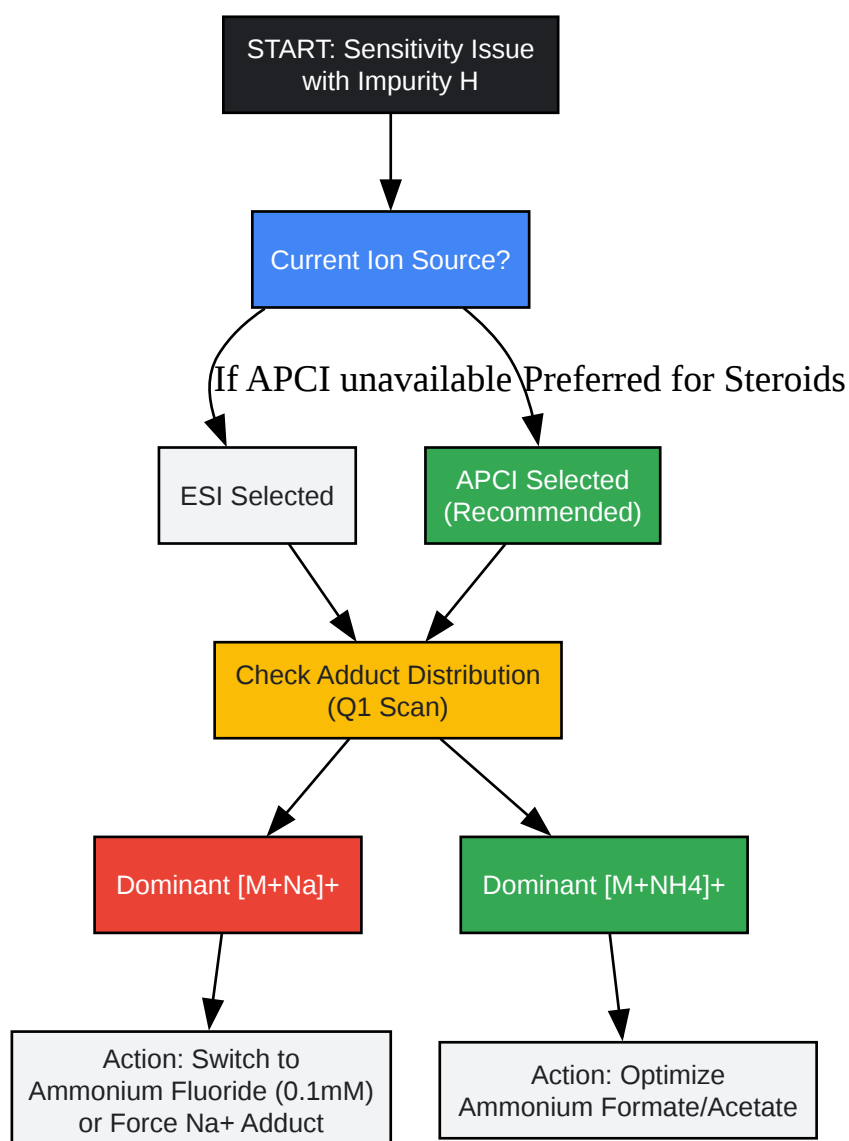 START: Sensitivity Issue
with Impurity H
Current Ion Source?
If APCI unavailable
Preferred for Steroids
ESI Selected
APCI Selected
(Recommended)
Check Adduct Distribution
(Q1 Scan)
Dominant [M+Na]+
Dominant [M+NH4]+
Action: Switch to
Ammonium Fluoride (0.1mM)
or Force Na+ Adduct
Action: Optimize
Ammonium Formate/Acetate